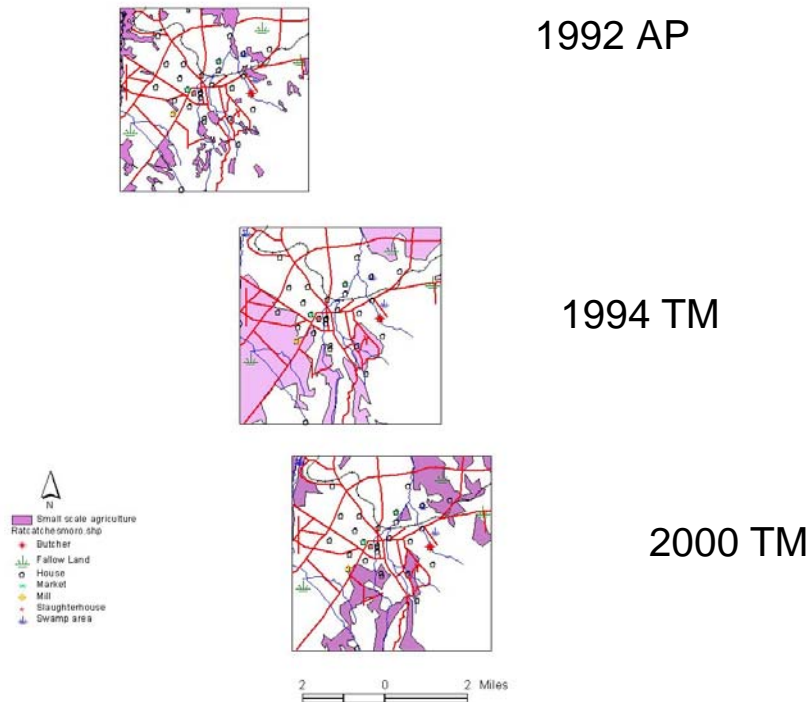 1992 AP
1994 TM
N
Small scale agriculture
Ratcatchesmoro.shp
Butcher
Fallow Land
House
Market
Mill
Slaughterhouse
Swamp area
2000 TM
2 0 2 Miles